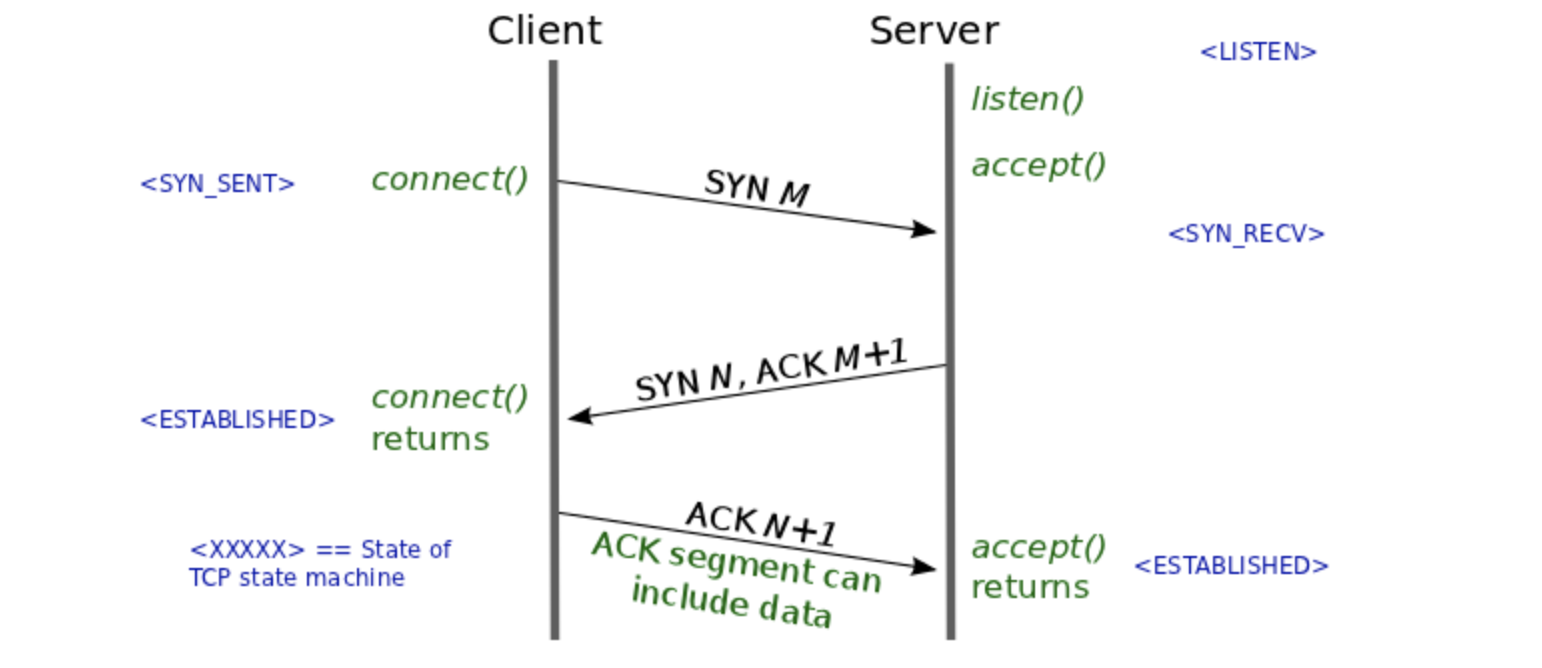 Client
Server
<LISTEN>
listen()
accept()
<SYN_SENT>
connect()
SYN M
<SYN_RECV>
SYN N, ACK M+1
connect()
returns
<ESTABLISHED>
ACK N+1
ACK segment can
include data
<XXXXX> == State of
TCP state machine
accept()
returns
<ESTABLISHED>